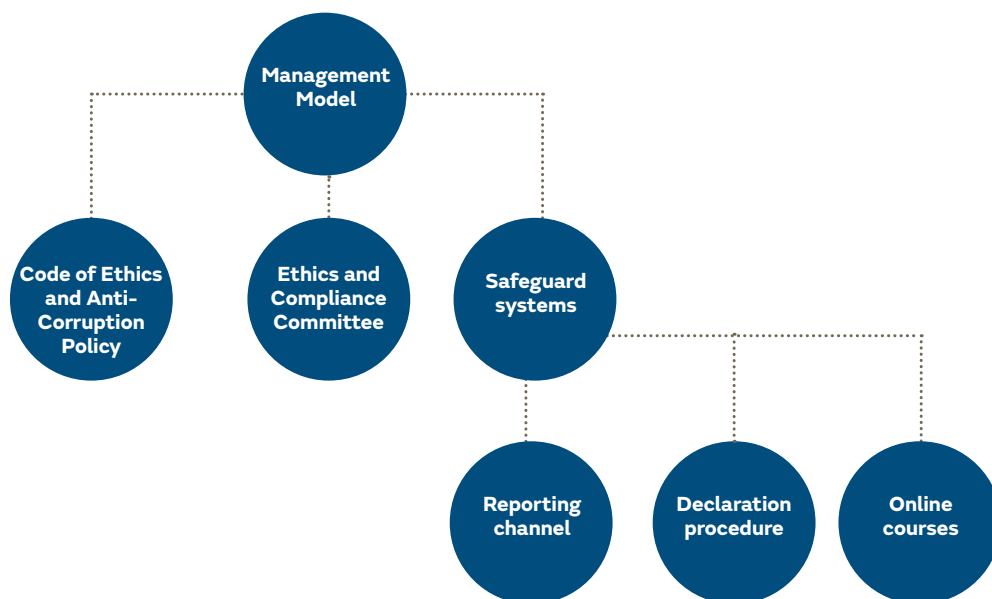 Management
Model
Code of Ethics
and Anti-
Corruption
Policy
Ethics and
Compliance
Committee
Safeguard
systems
Reporting
channel
Declaration
procedure
Online
courses